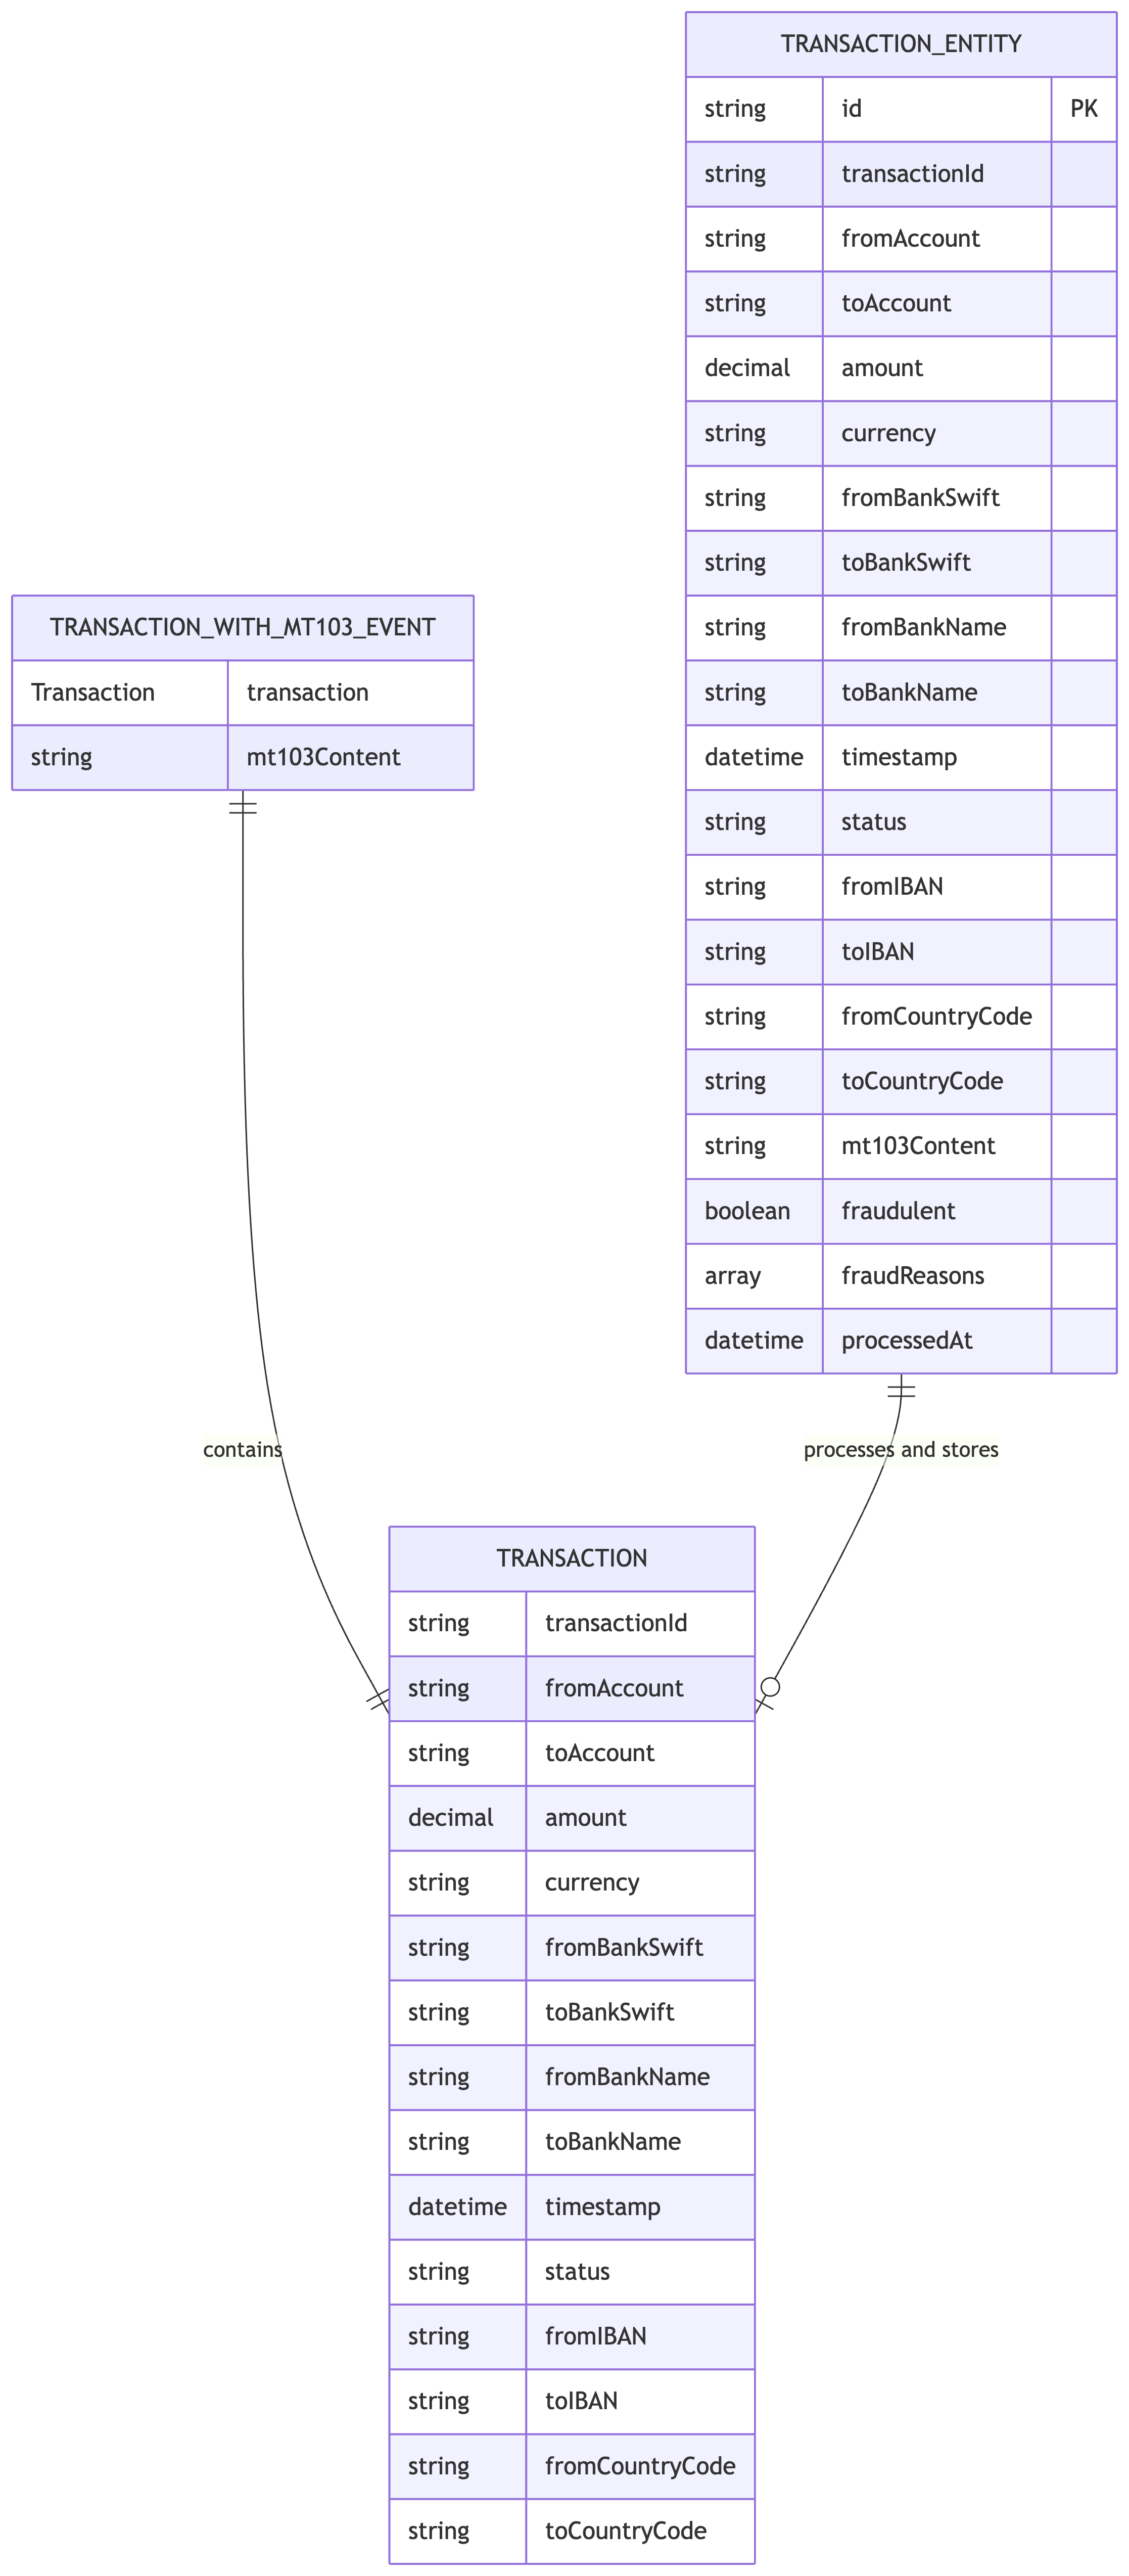 TRANSACTION_ENTITY
string id PK
string transactionId
string fromAccount
string toAccount
decimal amount
string currency
string fromBankSwift
string toBankSwift
string fromBankName
string toBankName
datetime timestamp
string status
string fromIBAN
string toIBAN
string fromCountryCode
string toCountryCode
string mt103Content
boolean fraudulent
array fraudReasons
datetime processedAt
TRANSACTION_WITH_MT103_EVENT
Transaction transaction
string mt103Content
contains
processes and stores
TRANSACTION
string transactionId
string fromAccount
string toAccount
decimal amount
string currency
string fromBankSwift
string toBankSwift
string fromBankName
string toBankName
datetime timestamp
string status
string fromIBAN
string toIBAN
string fromCountryCode
string toCountryCode